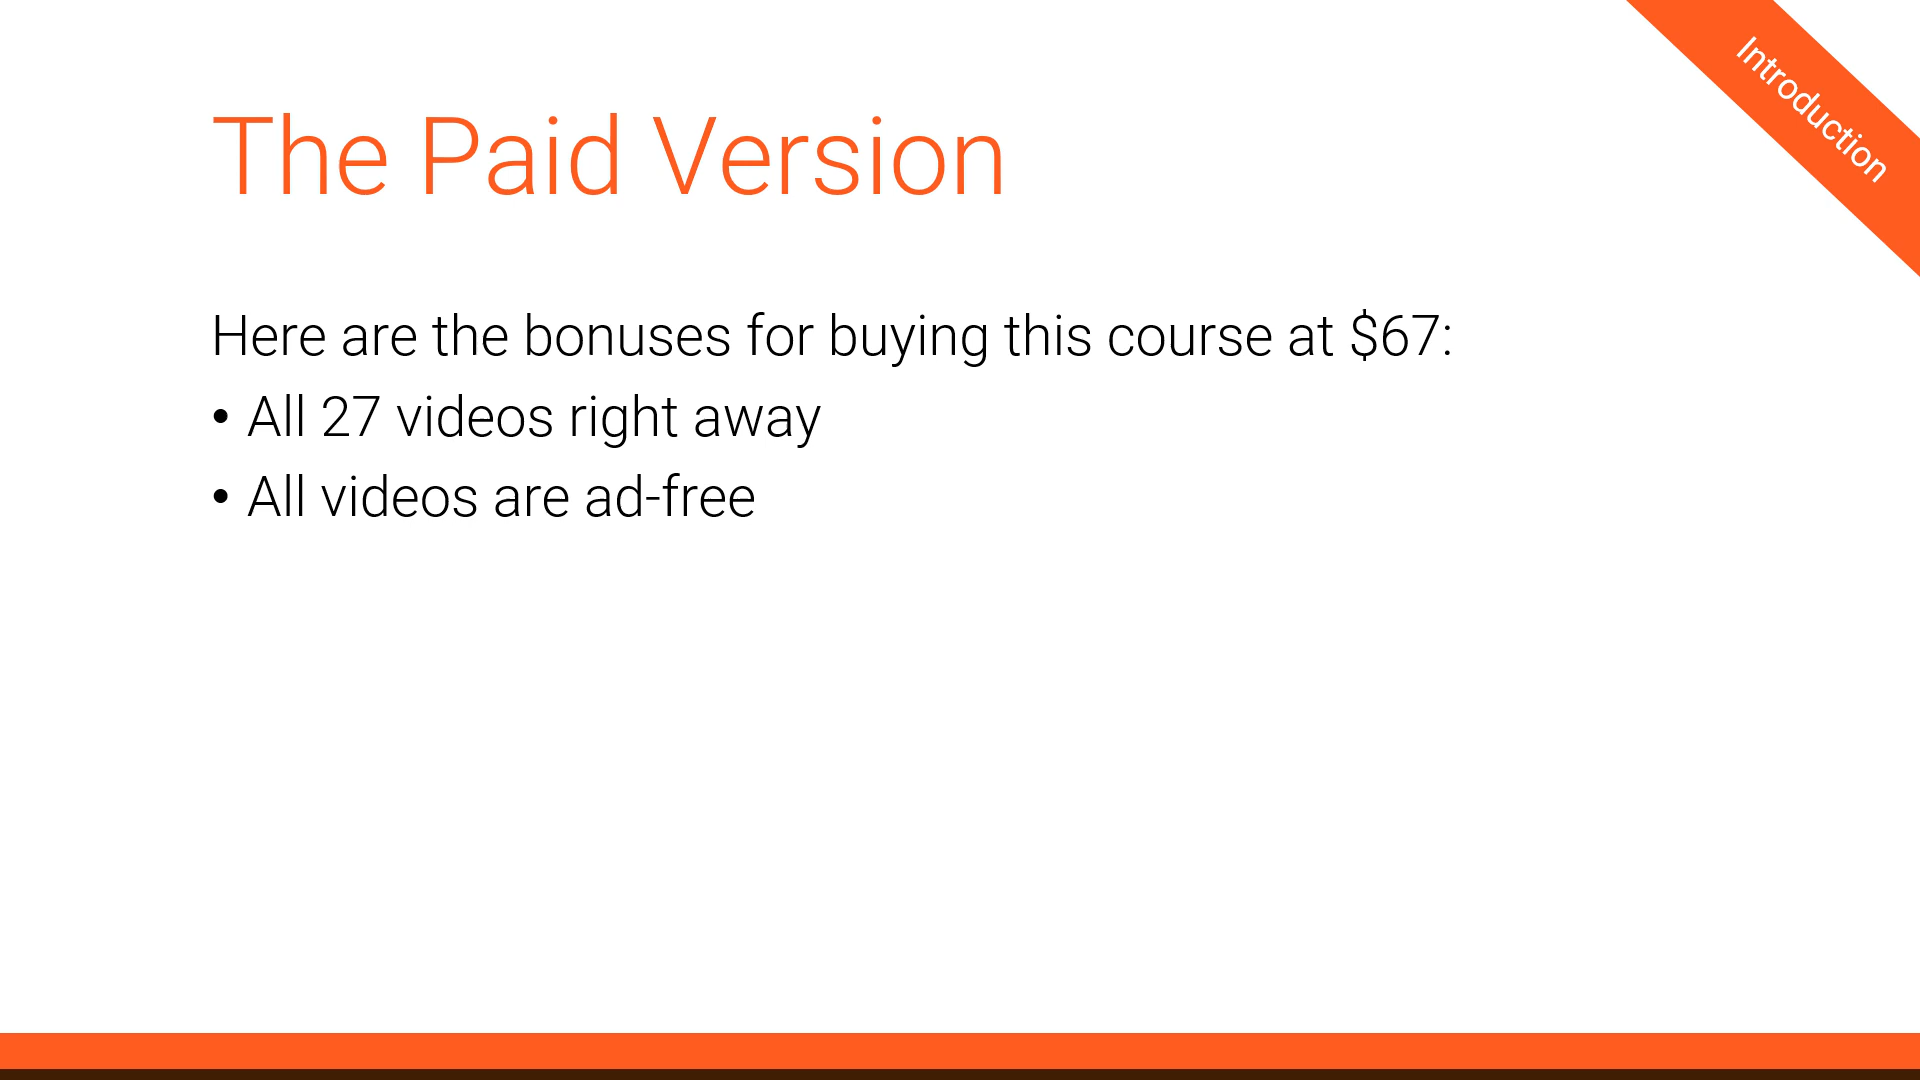 Introduction
The Paid Version
Here are the bonuses for buying this course at $67:
• All 27 videos right away
• All videos are ad-free